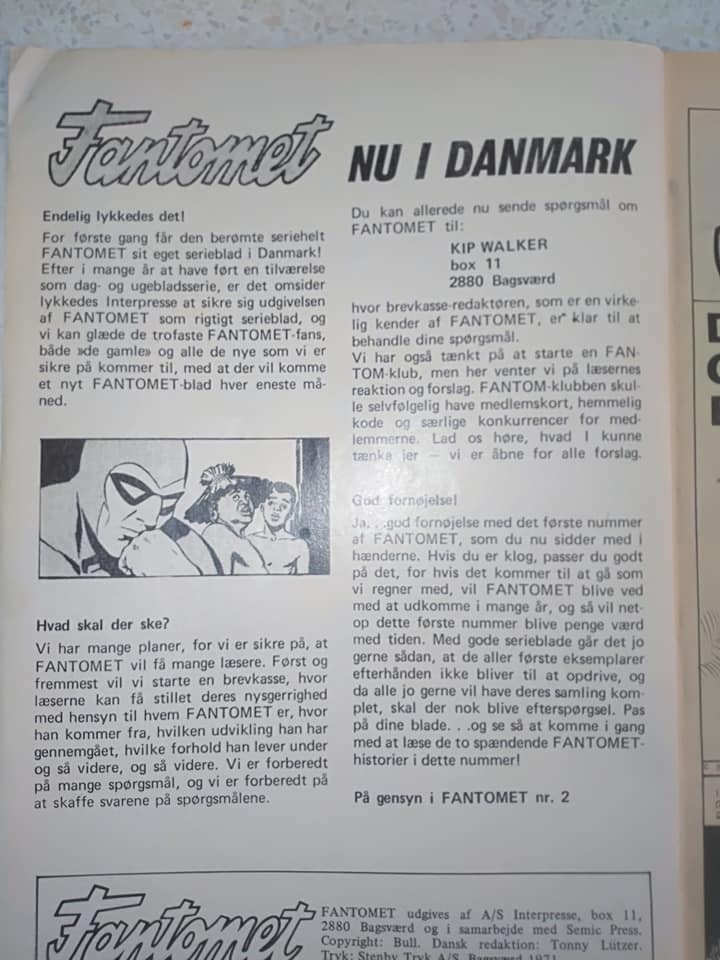 Fantomet NU I DANMARK
Endelig lykkedes det!
For første gang får den berømte seriehelt
FANTOMET sit eget serieblad i Danmark!
Efter i mange år at have ført en tilværelse
som dag- og ugebladsserie, er det omsider
lykkedes Interpresse at sikre sig udgivelsen
af FANTOMET som rigtigt serieblad, og
vi kan glæde de trofaste FANTOMET-fans,
både »de gamle» og alle de nye som vi er
sikre på kommer til, med at der vil komme
et nyt FANTOMET-blad hver eneste må-
ned.
Hvad skal der ske?
Vi har mange planer, for vi er sikre på, at
FANTOMET vil få mange læsere. Først og
fremmest vil vi starte en brevkasse, hvor
læserne kan få stillet deres nysgerrighed
med hensyn til hvem FANTOMET er, hvor
han kommer fra, hvilken udvikling han har
gennemgået, hvilke forhold han lever under
og så videre, og så videre. Vi er forberedt
på mange spørgsmål, og vi er forberedt på
at skaffe svarene på spørgsmålene.
Du kan allerede nu sende spørgsmål om
FANTOMET til:
KIP WALKER
box 11
2880 Bagsværd
hvor brevkasse-redaktøren, som er en virke-
lig kender af FANTOMET, er klar til at
behandle dine spørgsmål.
Vi har også tænkt på at starte en FAN-
TOM-klub, men her venter vi på læsernes
reaktion og forslag. FANTOM-klubben skul-
le selvfølgelig have medlemskort, hemmelig
kode og særlige konkurrencer for med-
lemmerne. Lad os høre, hvad I kunne
tænke jer – vi er åbne for alle forslag.
God fornøjelse!
Ja. . .god fornøjelse med det første nummer
af FANTOMET, som du nu sidder med i
hænderne. Hvis du er klog, passer du godt
på det, for hvis det kommer til at gå som
vi regner med, vil FANTOMET blive ved
med at udkomme i mange år, og så vil net-
op dette første nummer blive penge værd
med tiden. Med gode serieblade går det jo
gerne sådan, at de aller første eksemplarer
efterhånden ikke bliver til at opdrive, og
da alle jo gerne vil have deres samling kom-
plet, skal der nok blive efterspørgsel. Pas
på dine blade. . .og se så at komme i gang
med at læse de to spændende FANTOMET-
historier i dette nummer!
På gensyn i FANTOMET nr. 2
Fantomet
FANTOMET udgives af A/S Interpresse, box 11,
2880 Bagsværd og i samarbejde med Semic Press.
Copyright: Bull. Dansk redaktion: Tonny Lützer.
Tryk: Stenby Tryk A/S, Bagsværd 1971